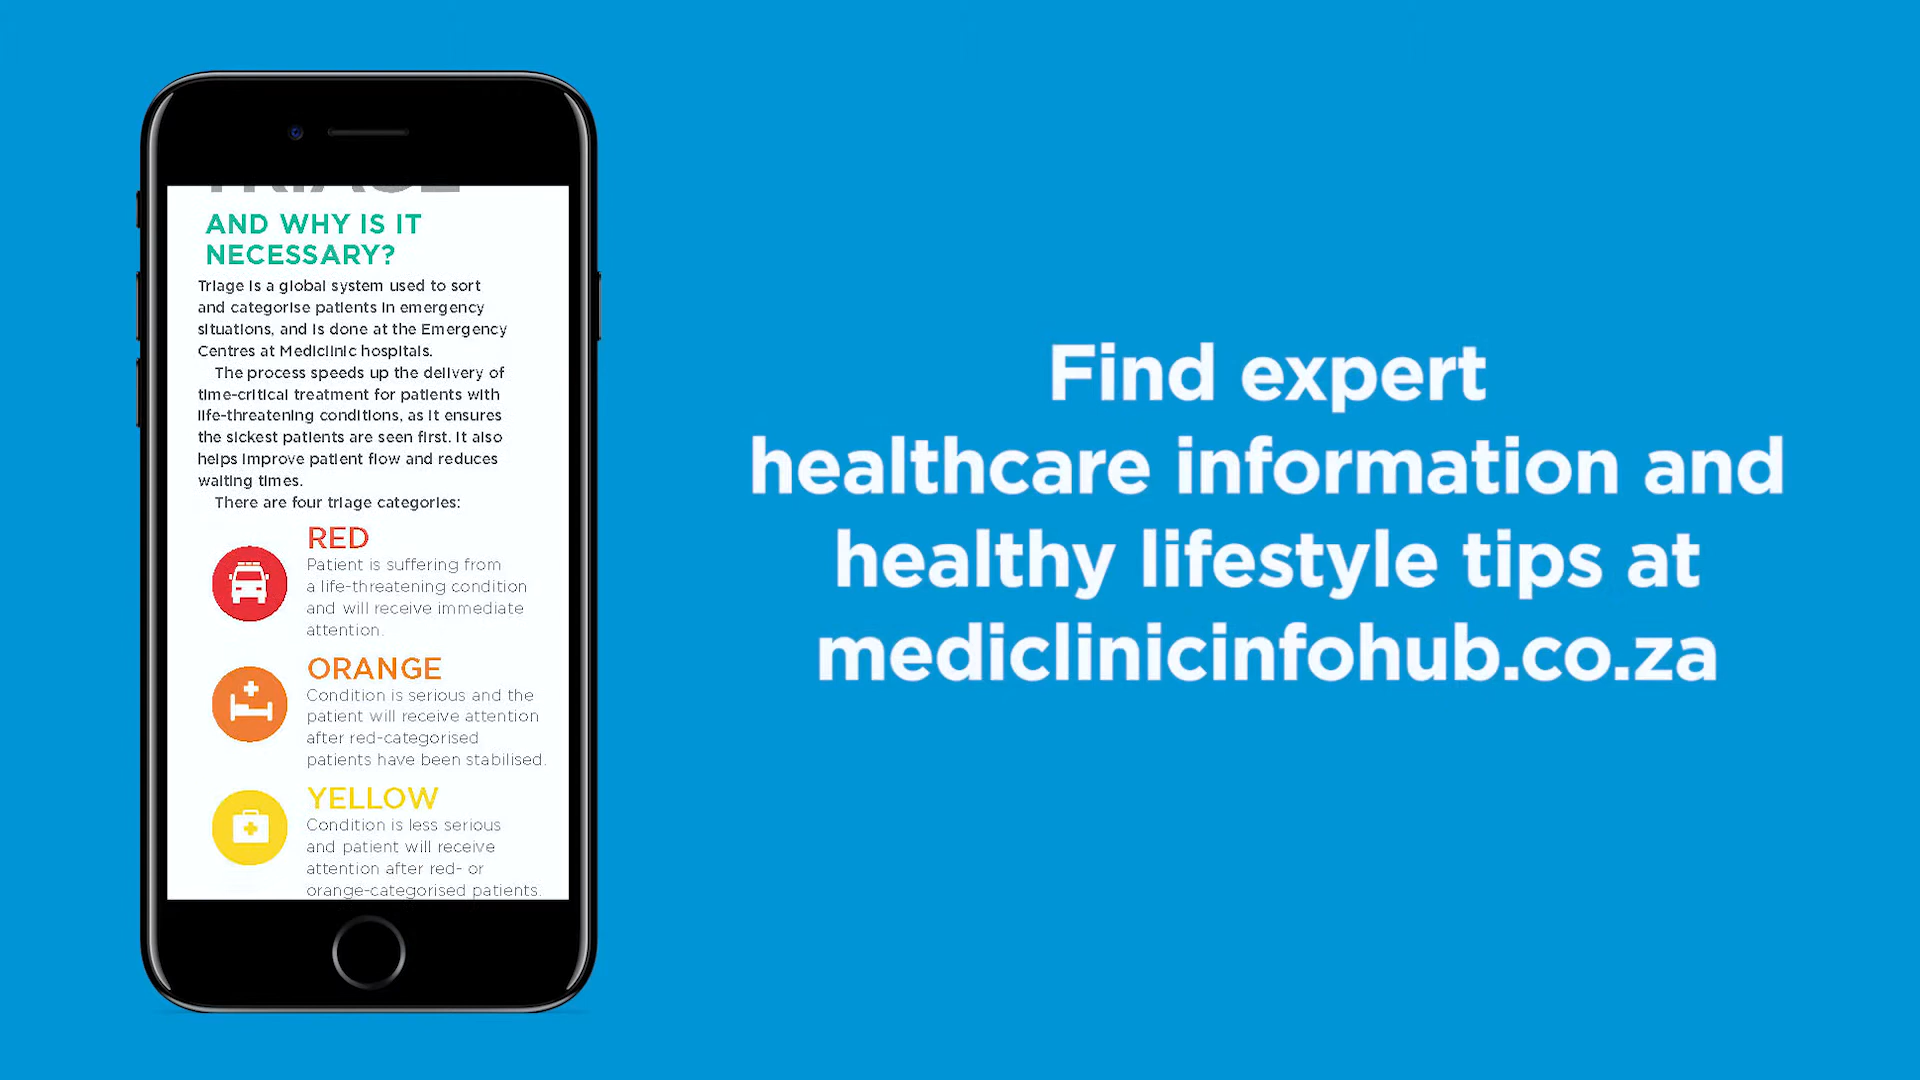 TRIAGE
AND WHY IS IT
NECESSARY?
Triage is a global system used to sort
and categorise patients in emergency
situations, and is done at the Emergency
Centres at Mediclinic hospitals.
The process speeds up the delivery of
time-critical treatment for patients with
life-threatening conditions, as it ensures
the sickest patients are seen first. It also
helps improve patient flow and reduces
waiting times.
There are four triage categories:
RED
Patient is suffering from
a life-threatening condition
and will receive immediate
attention.
ORANGE
Condition is serious and the
patient will receive attention
after red-categorised
patients have been stabilised.
YELLOW
Condition is less serious
and patient will receive
attention after red- or
orange-categorised patients.
Find expert
healthcare information and
healthy lifestyle tips at
mediclinicinfohub.co.za